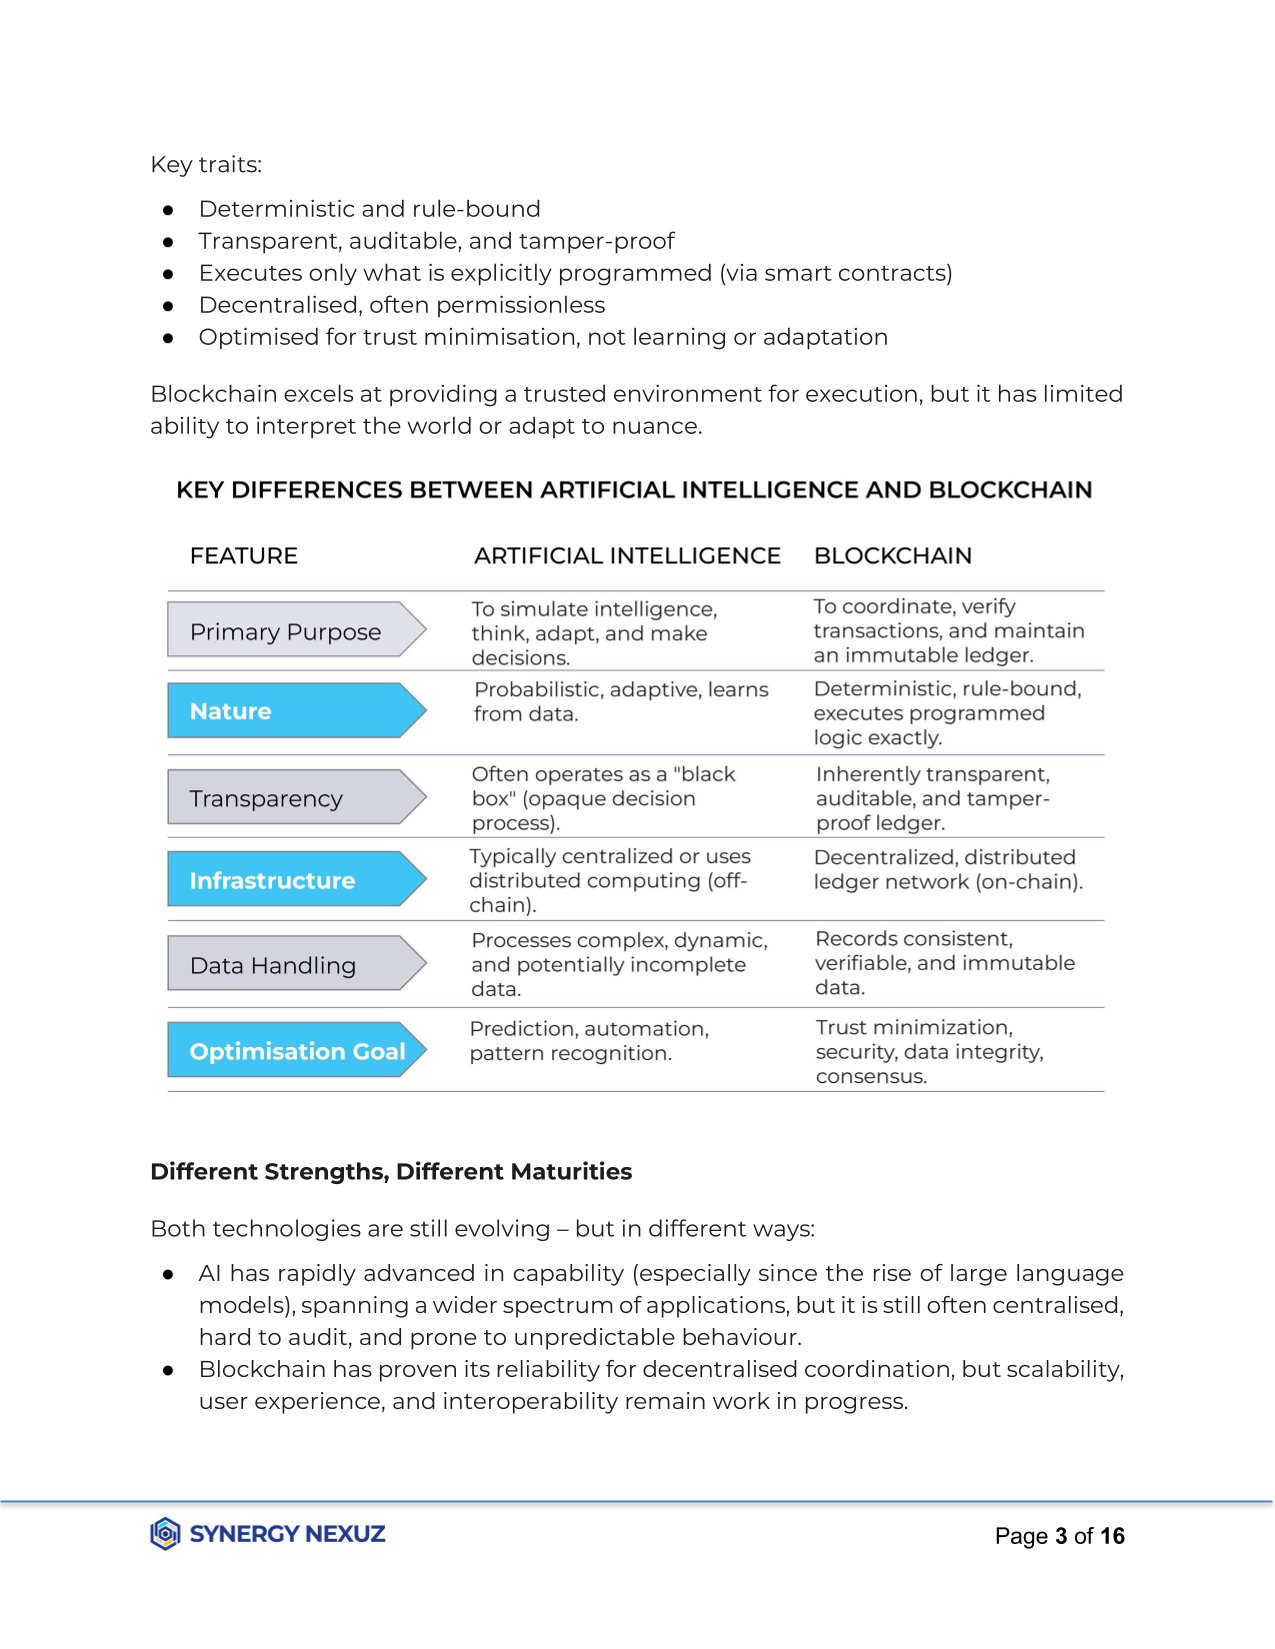 Key traits:
● Deterministic and rule-bound
● Transparent, auditable, and tamper-proof
● Executes only what is explicitly programmed (via smart contracts)
● Decentralised, often permissionless
● Optimised for trust minimisation, not learning or adaptation
Blockchain excels at providing a trusted environment for execution, but it has limited
ability to interpret the world or adapt to nuance.
KEY DIFFERENCES BETWEEN ARTIFICIAL INTELLIGENCE AND BLOCKCHAIN
FEATURE ARTIFICIAL INTELLIGENCE BLOCKCHAIN
Primary Purpose
To simulate intelligence,
think, adapt, and make
decisions.
To coordinate, verify
transactions, and maintain
an immutable ledger.
Nature
Probabilistic, adaptive, learns
from data.
Deterministic, rule-bound,
executes programmed
logic exactly.
Transparency
Often operates as a "black
box" (opaque decision
process).
Inherently transparent,
auditable, and tamper-
proof ledger.
Infrastructure
Typically centralized or uses
distributed computing (off-
chain).
Decentralized, distributed
ledger network (on-chain).
Data Handling
Processes complex, dynamic,
and potentially incomplete
data.
Records consistent,
verifiable, and immutable
data.
Optimisation Goal
Prediction, automation,
pattern recognition.
Trust minimization,
security, data integrity,
consensus.
Different Strengths, Different Maturities
Both technologies are still evolving – but in different ways:
● AI has rapidly advanced in capability (especially since the rise of large language
models), spanning a wider spectrum of applications, but it is still often centralised,
hard to audit, and prone to unpredictable behaviour.
● Blockchain has proven its reliability for decentralised coordination, but scalability,
user experience, and interoperability remain work in progress.
SYNERGY NEXUZ
Page 3 of 16